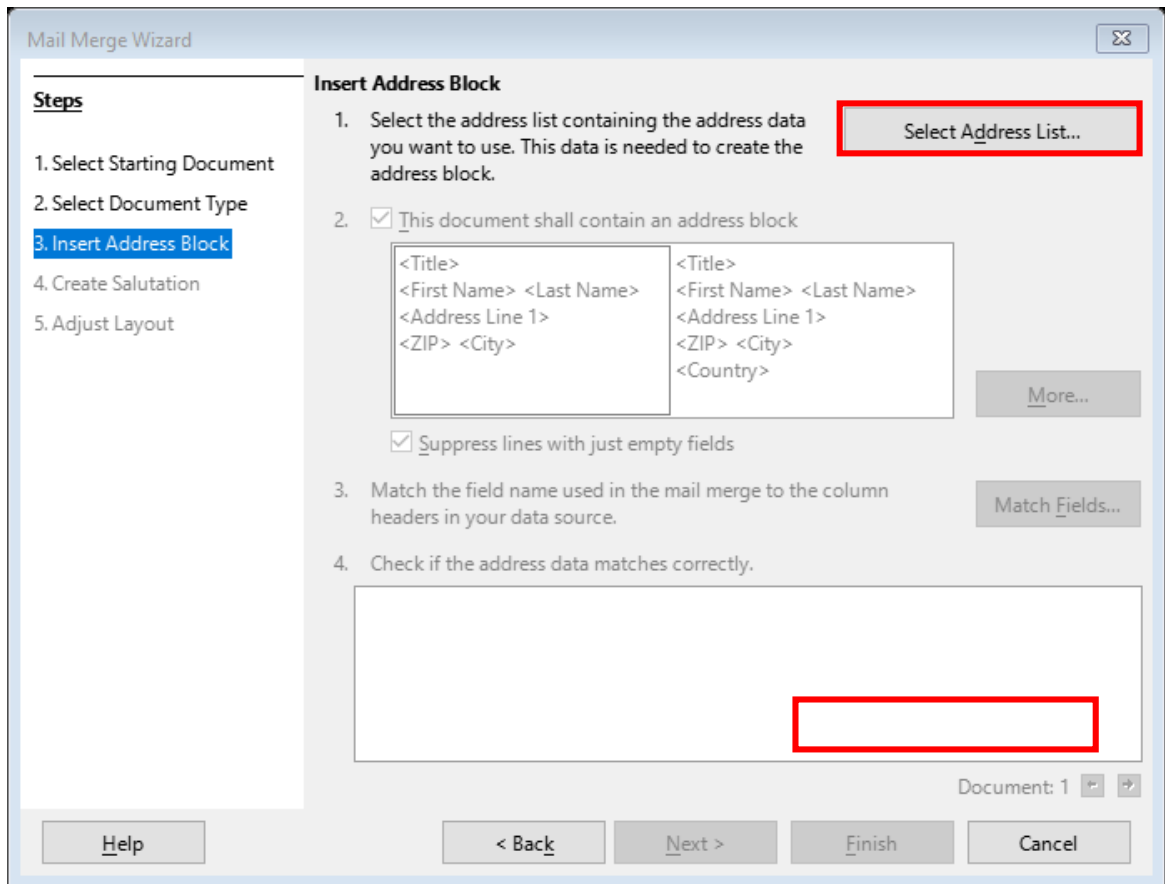 Mail Merge Wizard
Steps
1. Select Starting Document
2. Select Document Type
3. Insert Address Block
4. Create Salutation
5. Adjust Layout
Insert Address Block
1. Select the address list containing the address data
you want to use. This data is needed to create the
address block.
Select Address List...
2. This document shall contain an address block
<Title>
<First Name> <Last Name>
<Address Line 1>
<ZIP> <City>
<Title>
<First Name> <Last Name>
<Address Line 1>
<ZIP> <City>
<Country>
More...
Suppress lines with just empty fields
3. Match the field name used in the mail merge to the column
headers in your data source.
Match Fields...
4. Check if the address data matches correctly.
Document: 1
Help
< Back
Next >
Finish
Cancel